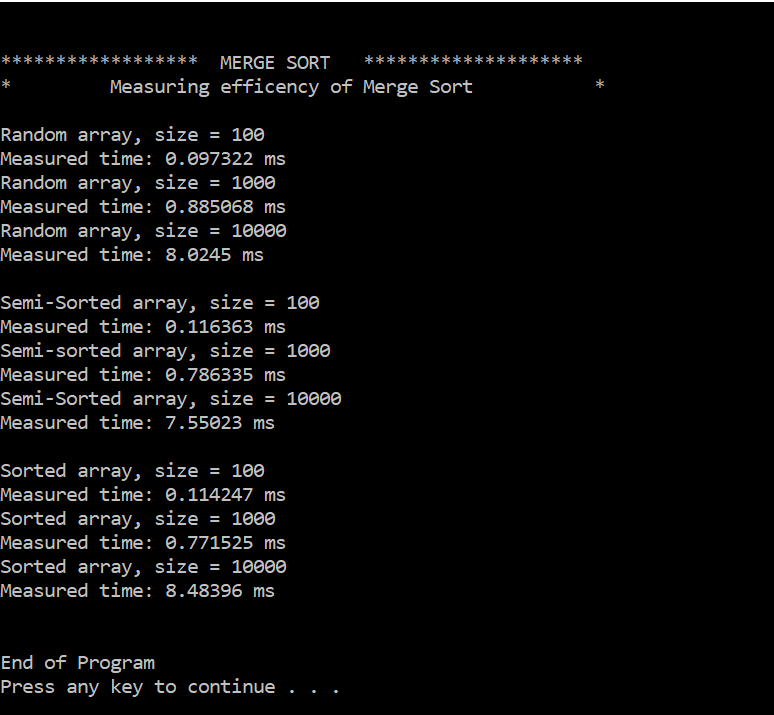 ****************** MERGE SORT ********************
* Measuring efficency of Merge Sort *
Random array, size = 100
Measured time: 0.097322 ms
Random array, size = 1000
Measured time: 0.885068 ms
Random array, size = 10000
Measured time: 8.0245 ms
Semi-Sorted array, size = 100
Measured time: 0.116363 ms
Semi-sorted array, size = 1000
Measured time: 0.786335 ms
Semi-Sorted array, size = 10000
Measured time: 7.55023 ms
Sorted array, size = 100
Measured time: 0.114247 ms
Sorted array, size = 1000
Measured time: 0.771525 ms
Sorted array, size = 10000
Measured time: 8.48396 ms
End of Program
Press any key to continue . . .